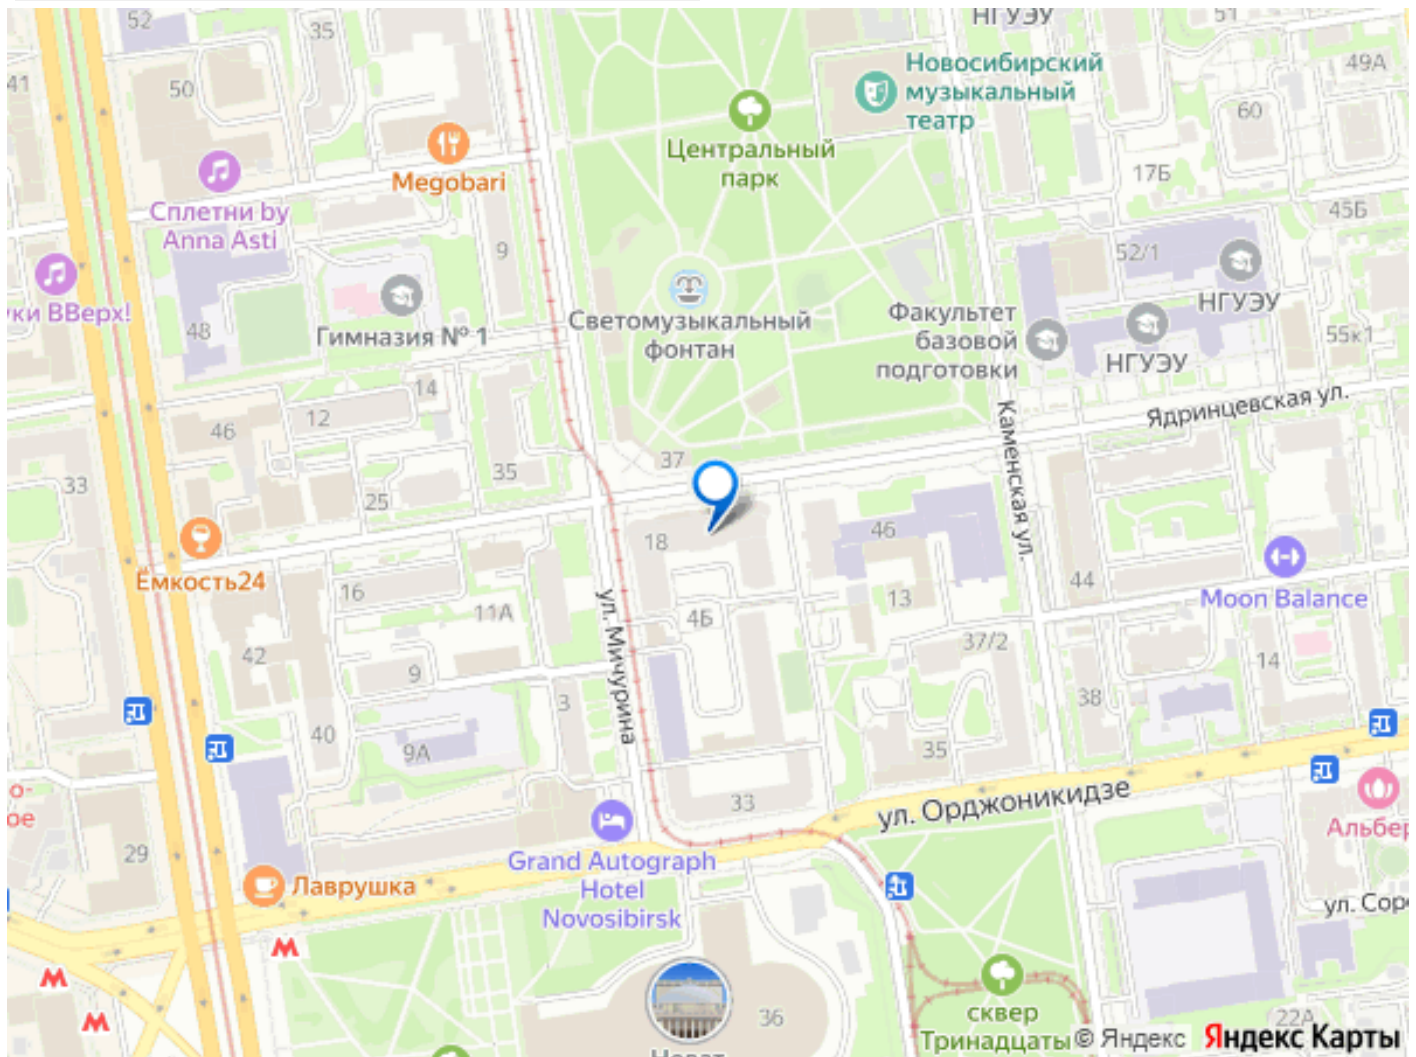 52
35
НГУЭУ
51
41
50
Новосибирский
музыкальный
театр
49А
60
Центральный
парк
Megobari
17Б
Сплетни by
Anna Asti
9
45Б
52/1
НГУЭУ
ки ВВерх!
48
Гимназия № 1
Светомузыкальный
фонтан
Факультет
базовой
подготовки
НГУЭУ
55к1
14
12
46
Ядринцевская ул.
Каменская ул.
37
35
33
25
18
46
Ёмкость24
16
11А
4Б
13
44
Moon Balance
ул. Мичурина
42
9
37/2
14
3
38
40
9А
35
33
ул. Орджоникидзе
29
Grand Autograph
Hotel
Novosibirsk
Альбер
Лаврушка
ул. Сор
36
сквер
Тринадцаты
22А
© Яндекс
Яндекс Карты